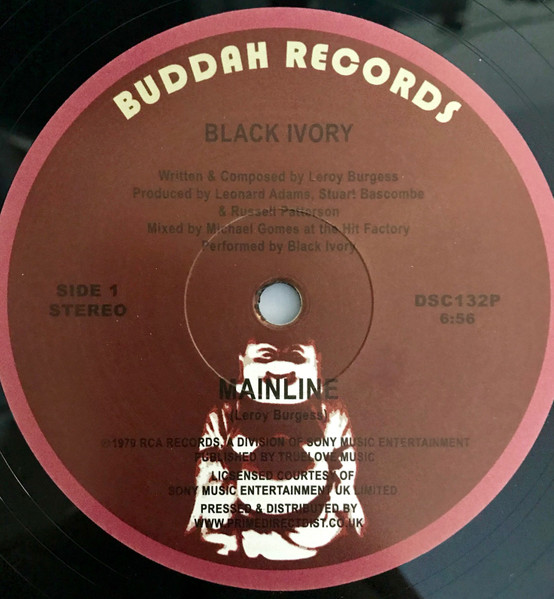 BUDDAH RECORDS
BLACK IVORY
Written & Composed by Leroy Burgess
Produced by Leonard Adams, Stuart Bascombe
& Russell Patterson
Mixed by Michael Gomes at the Hit Factory
Performed by Black Ivory
SIDE 1
STEREO
DSC132P
6:56
MAINLINE
(Leroy Burgess)
℗1979 RCA RECORDS, A DIVISION OF SONY MUSIC ENTERTAINMENT
PUBLISHED BY TRUELOVE MUSIC
LICSENSED COURTESY OF
SONY MUSIC ENTERTAINMENT UK LIMITED
PRESSED & DISTRIBUTED BY
WWW.PRIMEDIRECTDIST.CO.UK